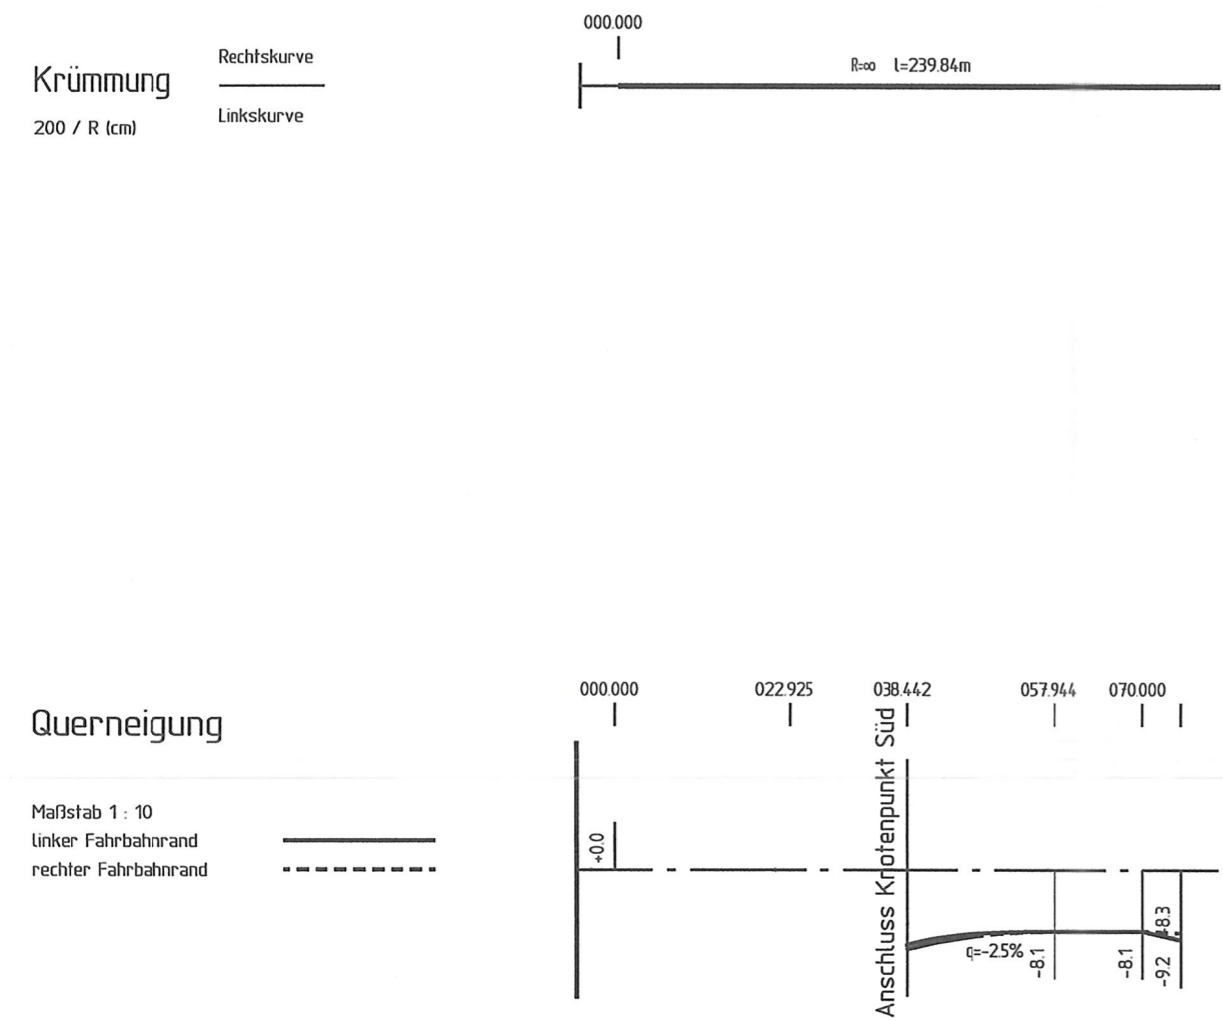 000.000
Krümmung
200 / R (cm)
Rechtskurve
Linkskurve
R=∞ l=239.84m
000.000
022.925
038.442
057.944
070.000
Querneigung
Maßstab 1 : 10
linker Fahrbahnrand
rechter Fahrbahnrand
+0.0
Anschluss Knotenpunkt Süd
q=-2.5%
-8.1
-8.1
-8.3
-9.2